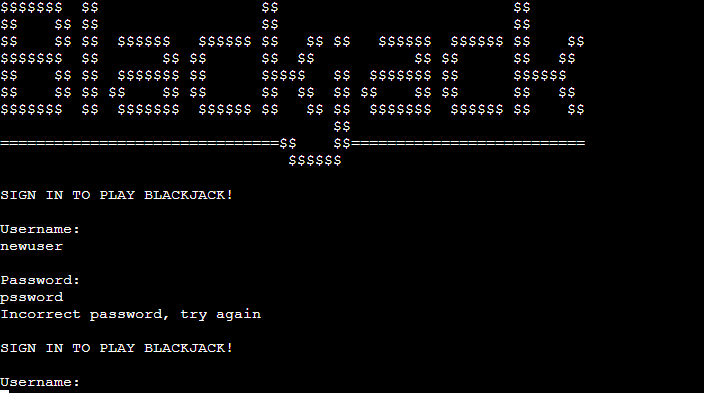 Blackjack
SIGN IN TO PLAY BLACKJACK!
Username:
newuser
Password:
pssword
Incorrect password, try again
SIGN IN TO PLAY BLACKJACK!
Username: